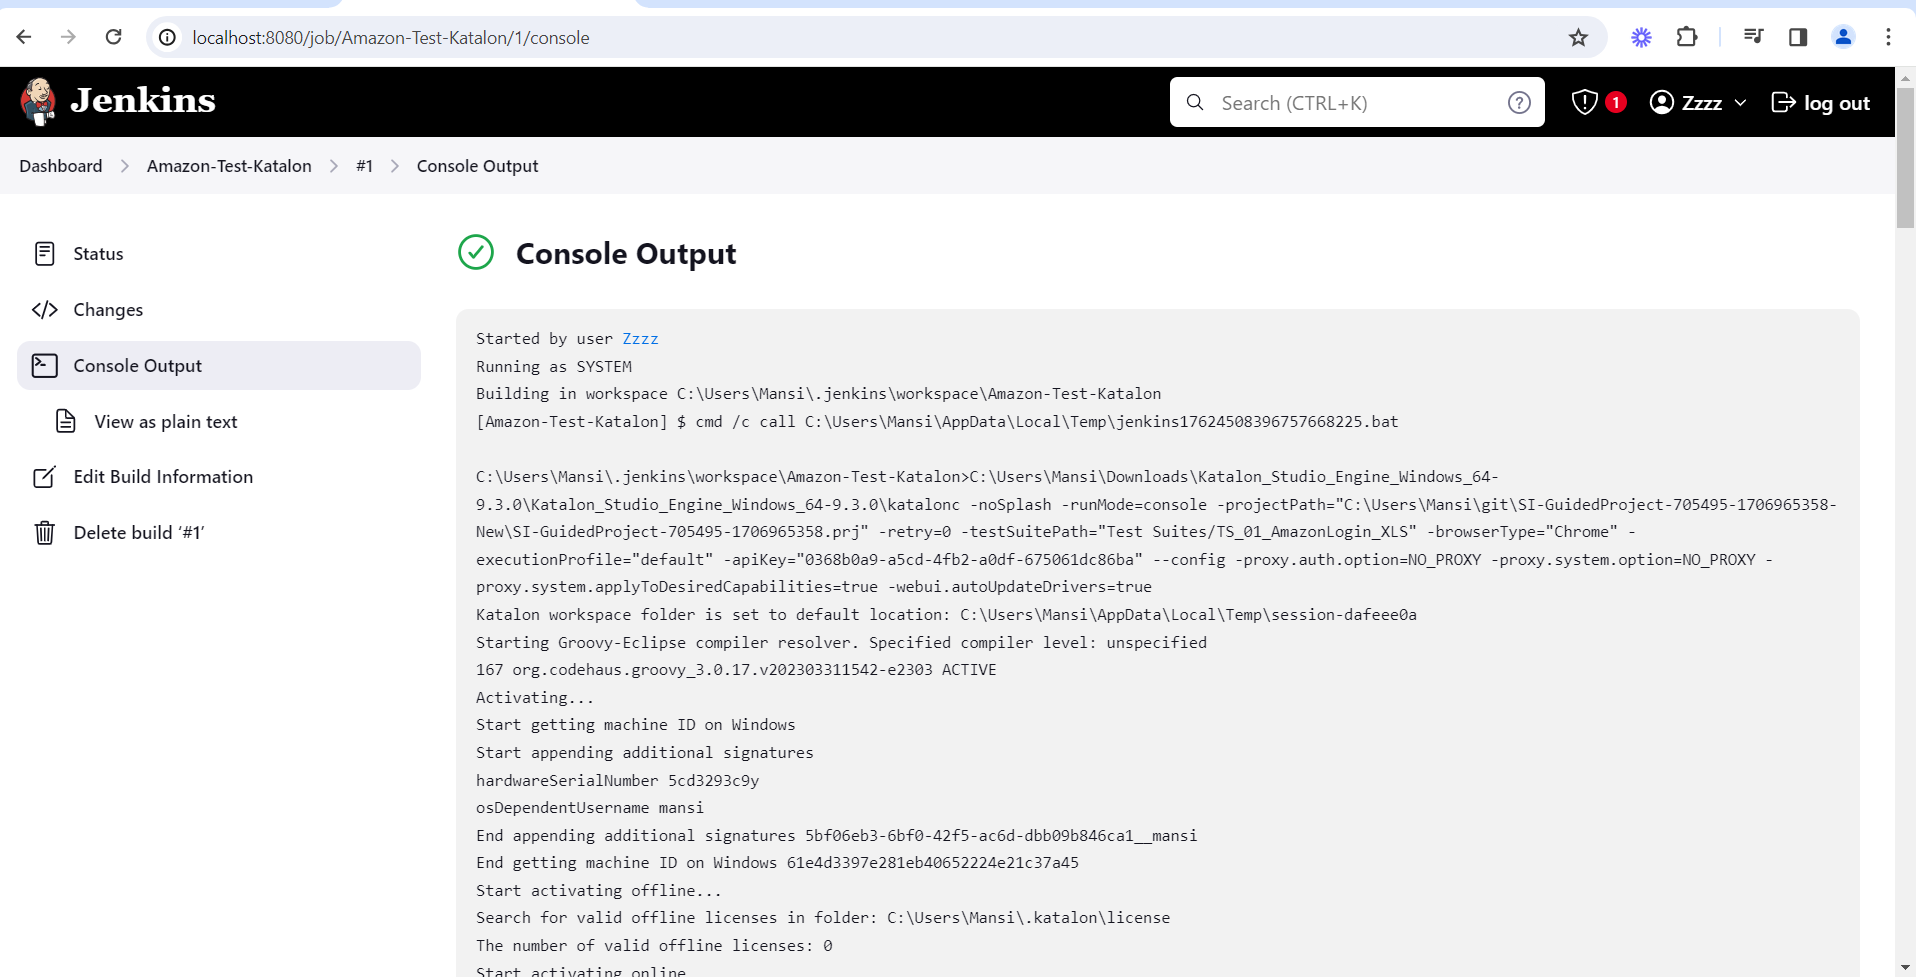 localhost:8080/job/Amazon-Test-Katalon/1/console
Jenkins
Search (CTRL+K)
?
1
Zzzz
log out
Dashboard
Amazon-Test-Katalon
#1
Console Output
Status
Changes
Console Output
View as plain text
Edit Build Information
Delete build ‘#1’
Console Output
Started by user Zzzz
Running as SYSTEM
Building in workspace C:\Users\Mansi\.jenkins\workspace\Amazon-Test-Katalon
[Amazon-Test-Katalon] $ cmd /c call C:\Users\Mansi\AppData\Local\Temp\jenkins17624508396757668225.bat
C:\Users\Mansi\.jenkins\workspace\Amazon-Test-Katalon>C:\Users\Mansi\Downloads\Katalon_Studio_Engine_Windows_64-
9.3.0\Katalon_Studio_Engine_Windows_64-9.3.0\katalonc -noSplash -runMode=console -projectPath="C:\Users\Mansi\git\SI-GuidedProject-705495-1706965358-
New\SI-GuidedProject-705495-1706965358.prj" -retry=0 -testSuitePath="Test Suites/TS_01_AmazonLogin_XLS" -browserType="Chrome" -
executionProfile="default" -apiKey="0368b0a9-a5cd-4fb2-a0df-675061dc86ba" --config -proxy.auth.option=NO_PROXY -proxy.system.option=NO_PROXY -
proxy.system.applyToDesiredCapabilities=true -webui.autoUpdateDrivers=true
Katalon workspace folder is set to default location: C:\Users\Mansi\AppData\Local\Temp\session-dafeee0a
Starting Groovy-Eclipse compiler resolver. Specified compiler level: unspecified
167 org.codehaus.groovy_3.0.17.v202303311542-e2303 ACTIVE
Activating...
Start getting machine ID on Windows
Start appending additional signatures
hardwareSerialNumber 5cd3293c9y
osDependentUsername mansi
End appending additional signatures 5bf06eb3-6bf0-42f5-ac6d-dbb09b846ca1__mansi
End getting machine ID on Windows 61e4d3397e281eb40652224e21c37a45
Start activating offline...
Search for valid offline licenses in folder: C:\Users\Mansi\.katalon\license
The number of valid offline licenses: 0
Start activating online